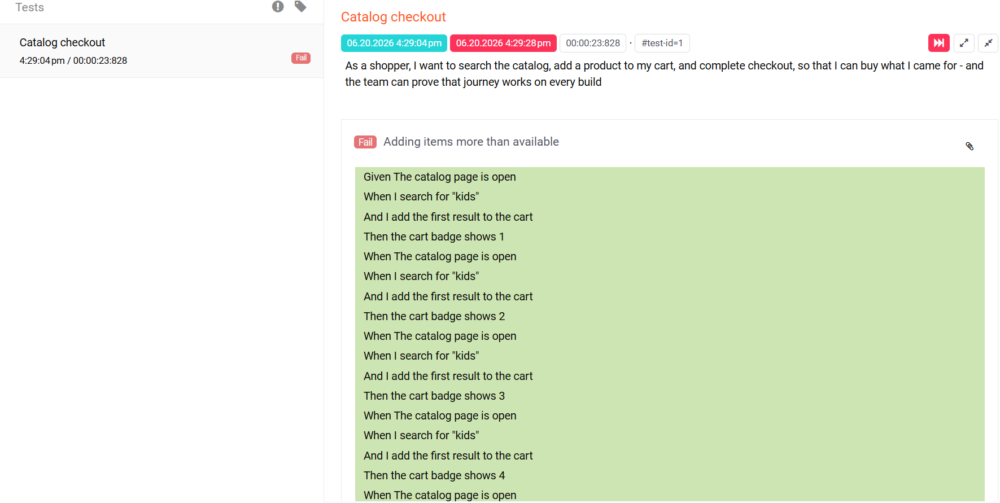 Tests
Catalog checkout
4:29:04 pm / 00:00:23:828
Fail
Catalog checkout
06.20.2026 4:29:04 pm 06.20.2026 4:29:28 pm 00:00:23:828 · #test-id=1
As a shopper, I want to search the catalog, add a product to my cart, and complete checkout, so that I can buy what I came for - and
the team can prove that journey works on every build
Fail Adding items more than available
Given The catalog page is open
When I search for "kids"
And I add the first result to the cart
Then the cart badge shows 1
When The catalog page is open
When I search for "kids"
And I add the first result to the cart
Then the cart badge shows 2
When The catalog page is open
When I search for "kids"
And I add the first result to the cart
Then the cart badge shows 3
When The catalog page is open
When I search for "kids"
And I add the first result to the cart
Then the cart badge shows 4
When The catalog page is open